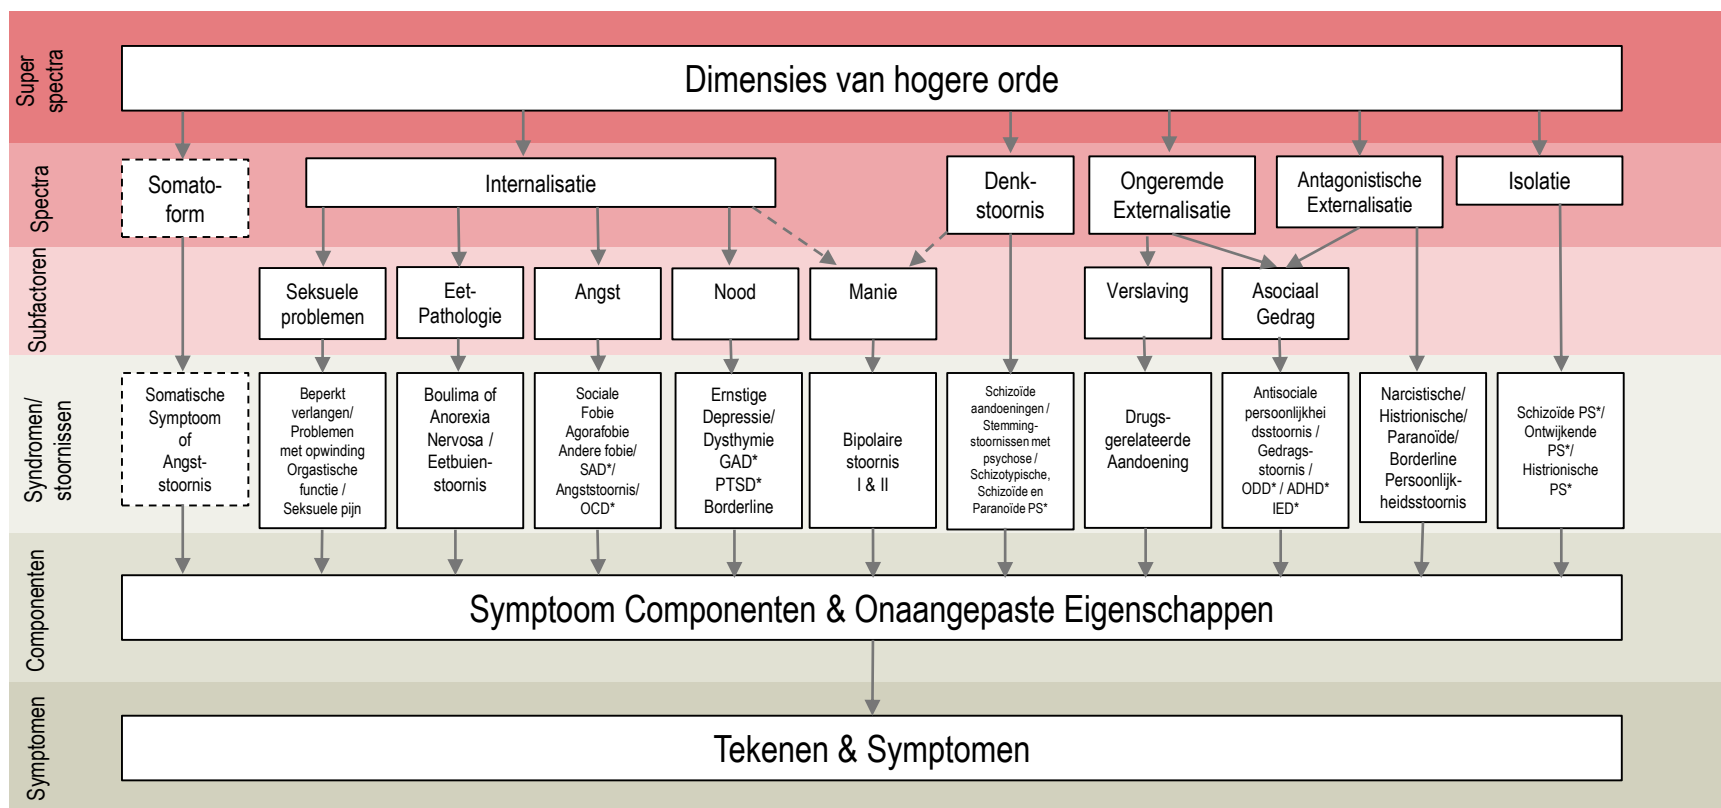 Super
spectra
Dimensies van hogere orde
Spectra
Somato-
form
Internalisatie
Denk-
stoornis
Ongeremde
Externalisatie
Antagonistische
Externalisatie
Isolatie
Subfactoren
Seksuele
problemen
Eet-
Pathologie
Angst
Nood
Manie
Verslaving
Asociaal
Gedrag
Syndromen/
stoornissen
Somatische
Symptoom
of
Angst-
stoornis
Beperkt
verlangen/
Problemen
met opwinding
Orgastische
functie /
Seksuele pijn
Boulima of
Anorexia
Nervosa /
Eetbuien-
stoornis
Sociale
Fobie
Agorafobie
Andere fobie/
SAD*/
Angststoornis/
OCD*
Ernstige
Depressie/
Dysthymie
GAD*
PTSD*
Borderline
Bipolaire
stoornis
I & II
Schizoïde
aandoeningen /
Stemming-
stoornissen met
psychose /
Schizotypische,
Schizoïde en
Paranoïde PS*
Drugs-
gerelateerde
Aandoening
Antisociale
persoonlijkhei
dsstoornis /
Gedrags-
stoornis /
ODD* / ADHD*
IED*
Narcistische/
Histrionische/
Paranoïde/
Borderline
Persoonlijk-
heidsstoornis
Schizoïde PS*/
Ontwijkende
PS*/
Histrionische
PS*
Componenten
Symptoom Componenten & Onaangepaste Eigenschappen
Symptomen
Tekenen & Symptomen